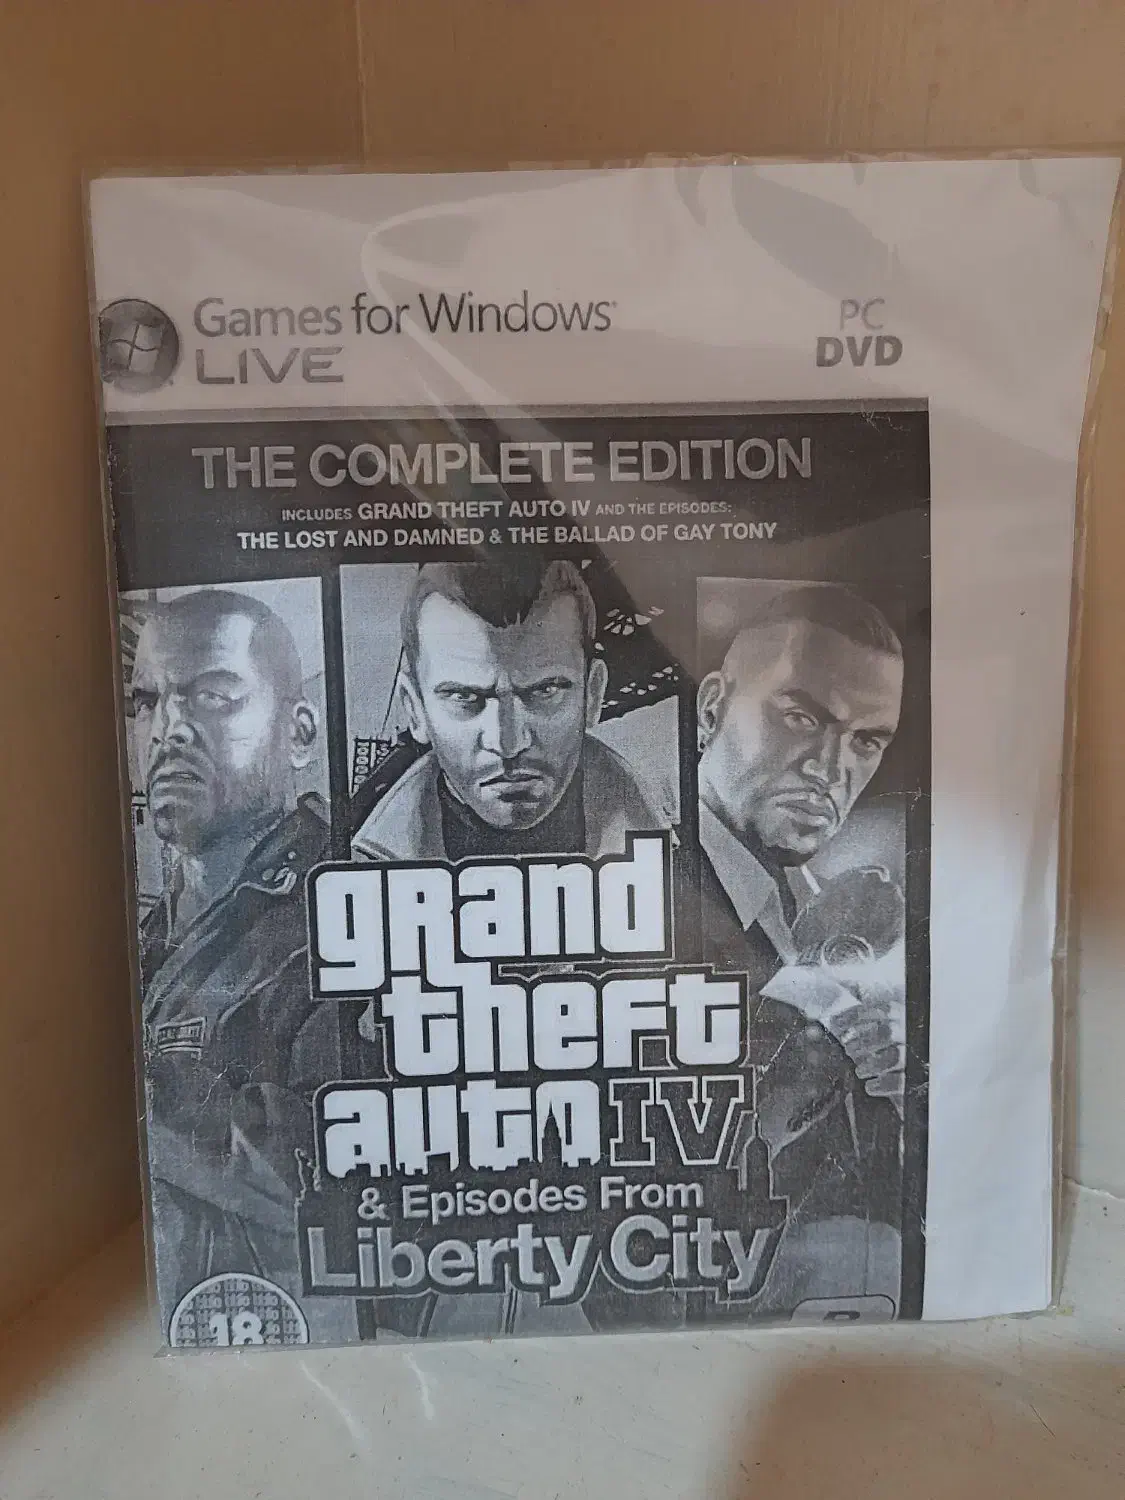 Games for Windows
LIVE
PC
DVD
THE COMPLETE EDITION
INCLUDES GRAND THEFT AUTO IV AND THE EPISODES:
THE LOST AND DAMNED & THE BALLAD OF GAY TONY
grand
theft
auto IV
& Episodes From
Liberty City
18
R